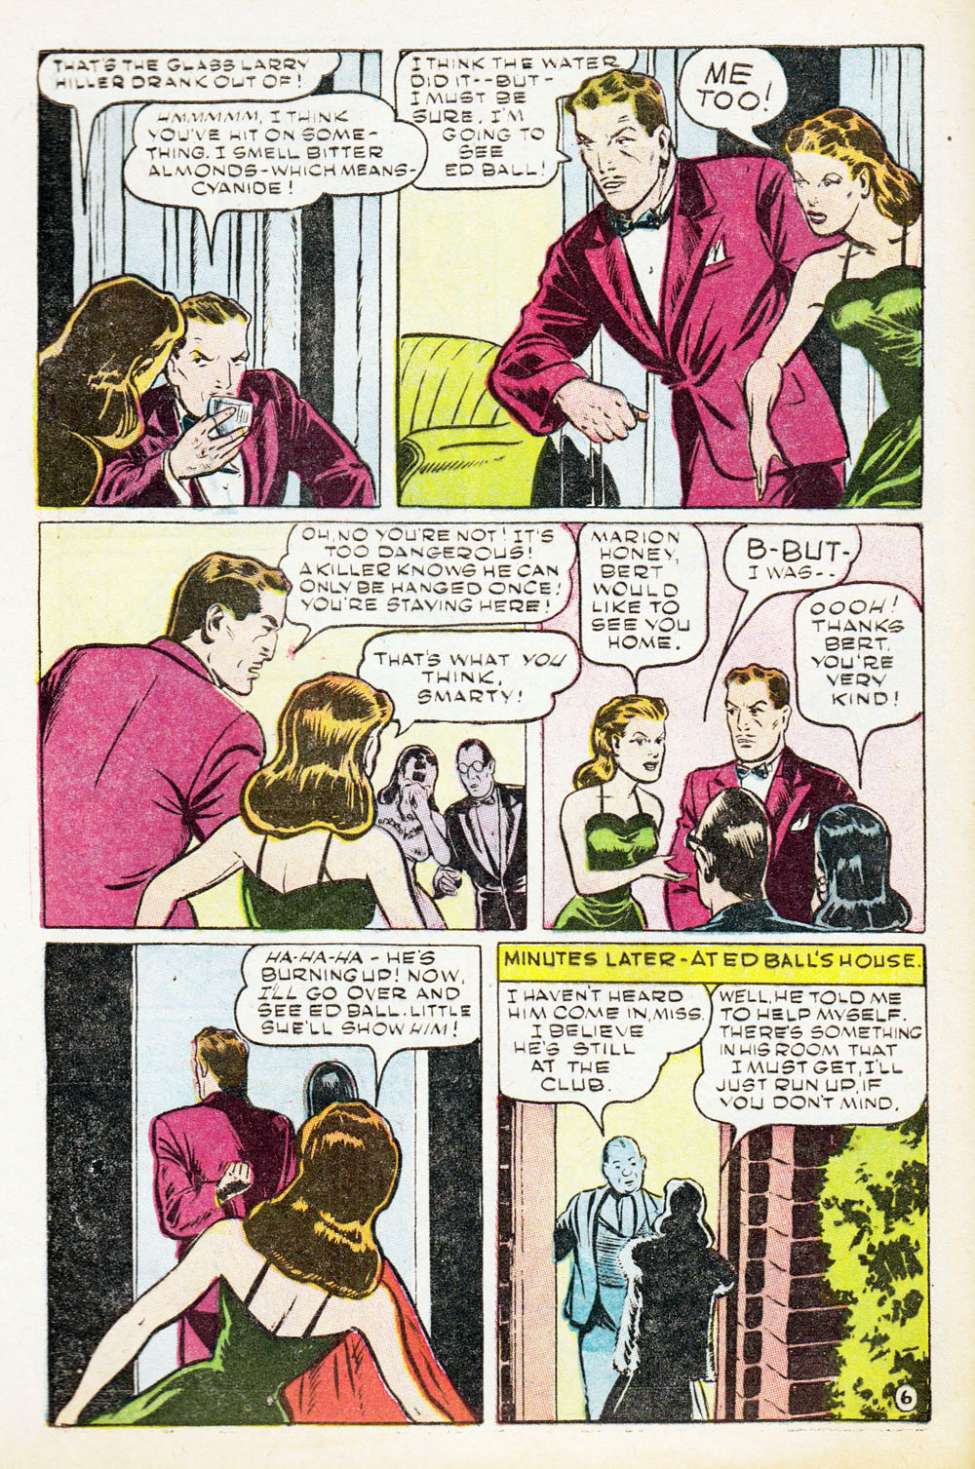 THAT'S THE GLASS LARRY
HILLER DRANK OUT OF!
HMMMMM, I THINK
YOU'VE HIT ON SOME-
THING. I SMELL BITTER
ALMONDS-WHICH MEANS-
CYANIDE!
I THINK THE WATER
DID IT--BUT-
I MUST BE
SURE. I'M
GOING TO
SEE
ED BALL!
ME
TOO!
OH, NO YOU'RE NOT! IT'S
TOO DANGEROUS!
A KILLER KNOWS HE CAN
ONLY BE HANGED ONCE!
YOU'RE STAYING HERE!
THAT'S WHAT YOU
THINK,
SMARTY!
MARION
HONEY,
BERT
WOULD
LIKE TO
SEE YOU
HOME.
B-BUT-
I WAS--
OOOH!
THANKS
BERT.
YOU'RE
VERY
KIND!
HA-HA-HA - HE'S
BURNING UP! NOW,
I'LL GO OVER AND
SEE ED BALL. LITTLE
SHE'LL SHOW HIM!
MINUTES LATER-AT ED BALL'S HOUSE.
I HAVEN'T HEARD
HIM COME IN, MISS.
I BELIEVE
HE'S STILL
AT THE
CLUB.
WELL, HE TOLD ME
TO HELP MYSELF.
THERE'S SOMETHING
IN HIS ROOM THAT
I MUST GET, I'LL
JUST RUN UP, IF
YOU DON'T MIND.
6